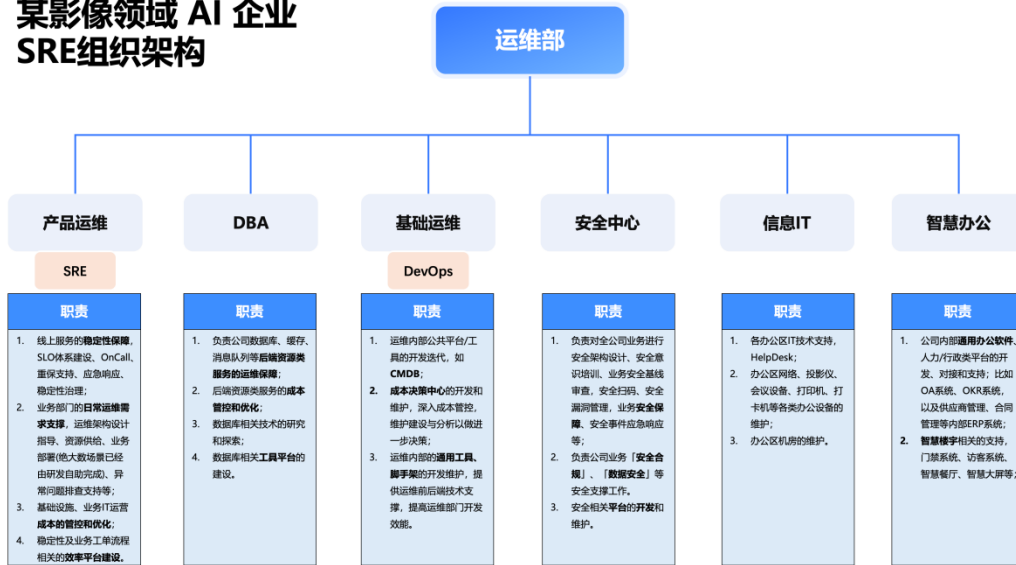 某影像领域 AI 企业
SRE组织架构
运维部
产品运维
SRE
职责
1. 线上服务的稳定性保障，
SLO体系建设、OnCall、
重保支持、应急响应、
稳定性治理；
2. 业务部门的日常运维需
求支撑，运维架构设计
指导、资源供给、业务
部署(绝大数场景已经
由研发自助完成)、异
常问题排查支持等；
3. 基础设施、业务IT运营
成本的管控和优化；
4. 稳定性及业务工单流程
相关的效率平台建设。
DBA
职责
1. 负责公司数据库、缓存、
消息队列等后端资源类
服务的运维保障；
2. 后端资源类服务的成本
管控和优化；
3. 数据库相关技术的研究
和探索；
4. 数据库相关工具平台的
建设。
基础运维
DevOps
职责
1. 运维内部公共平台/工
具的开发迭代，如
CMDB；
2. 成本决策中心的开发和
维护，深入成本管控，
维护建设与分析以做进
一步决策；
3. 运维内部的通用工具、
脚手架的开发维护，提
供运维前后端技术支
撑，提高运维部门开发
效能。
安全中心
职责
1. 负责对全公司业务进行
安全架构设计、安全意
识培训、业务安全基线
审查，安全扫码、安全
漏洞管理，业务安全保
障、安全事件应急响应
等；
2. 负责公司业务「安全合
规」、「数据安全」等
安全支撑工作。
3. 安全相关平台的开发和
维护。
信息IT
职责
1. 各办公区IT技术支持，
HelpDesk；
2. 办公区网络、投影仪、
会议设备、打印机、打
卡机等各类办公设备的
维护；
3. 办公区机房的维护。
智慧办公
职责
1. 公司内部通用办公软件、
人力/行政类平台的开
发、对接和支持；比如
OA系统、OKR系统，
以及供应商管理、合同
管理等内部ERP系统；
2. 智慧楼宇相关的支持，
门禁系统、访客系统、
智慧餐厅、智慧大屏等；